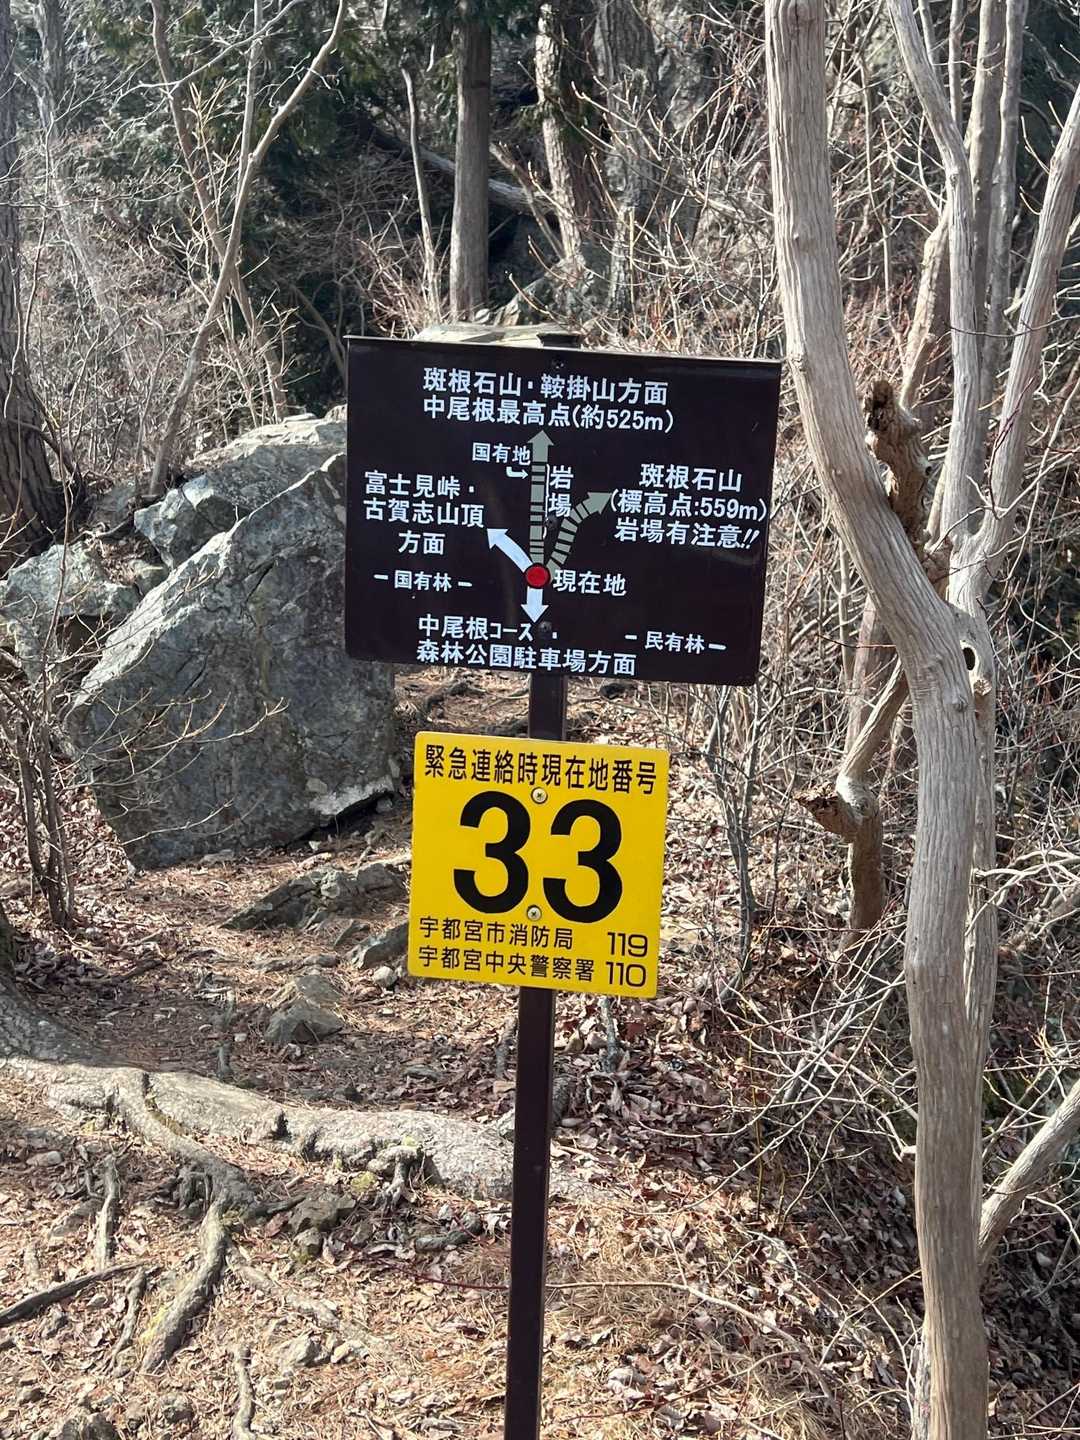 斑根石山・鞍掛山方面
中尾根最高点(約525m)
国有地
岩場
斑根石山
(標高点:559m)
岩場有注意!!
富士見峠・
古賀志山頂
方面
－国有林－
現在地
中尾根コース・
森林公園駐車場方面
－民有林－
緊急連絡時現在地番号
33
宇都宮市消防局 119
宇都宮中央警察署 110